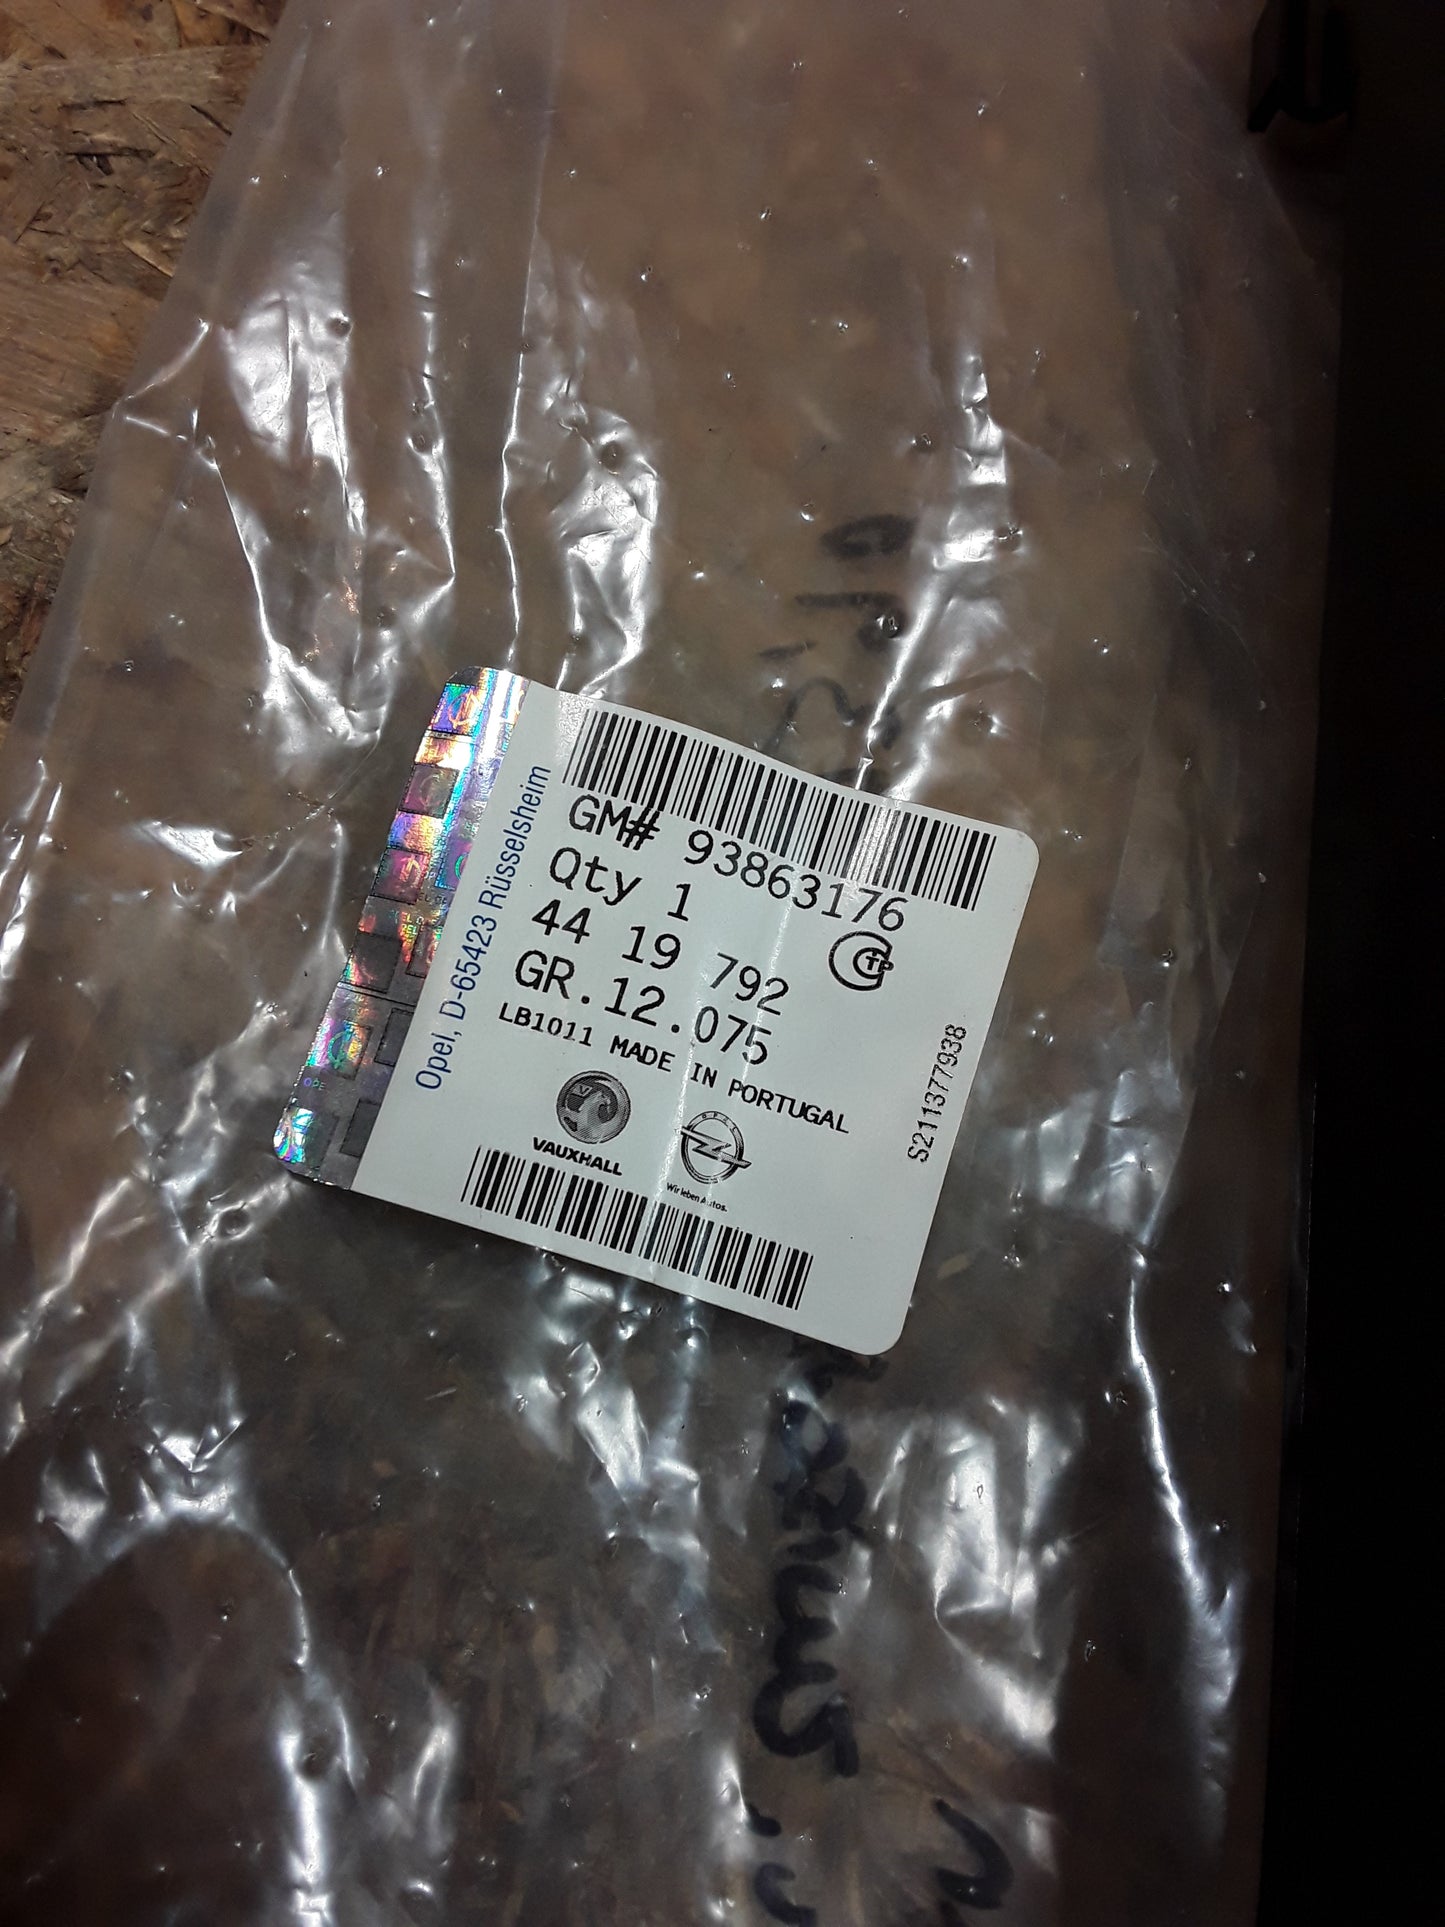 GM# 93863176
Qty 1
44 19 792
GR.12.075
LB1011 MADE IN PORTUGAL
VAUXHALL
OPEL
Wir leben Autos.
Opel, D-65423 Rüsselsheim
S211377938